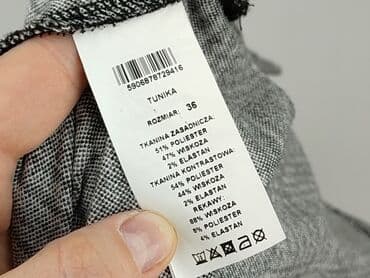 5906878729416
TUNIKA
ROZMIAR: 36
TKANINA ZASADNICZA:
51% POLIESTER
47% WISKOZA
2% ELASTAN
TKANINA KONTRASTOWA:
54% POLIESTER
44% WISKOZA
2% ELASTAN
RĘKAWY:
88% WISKOZA
8% POLIESTER
4% ELASTAN